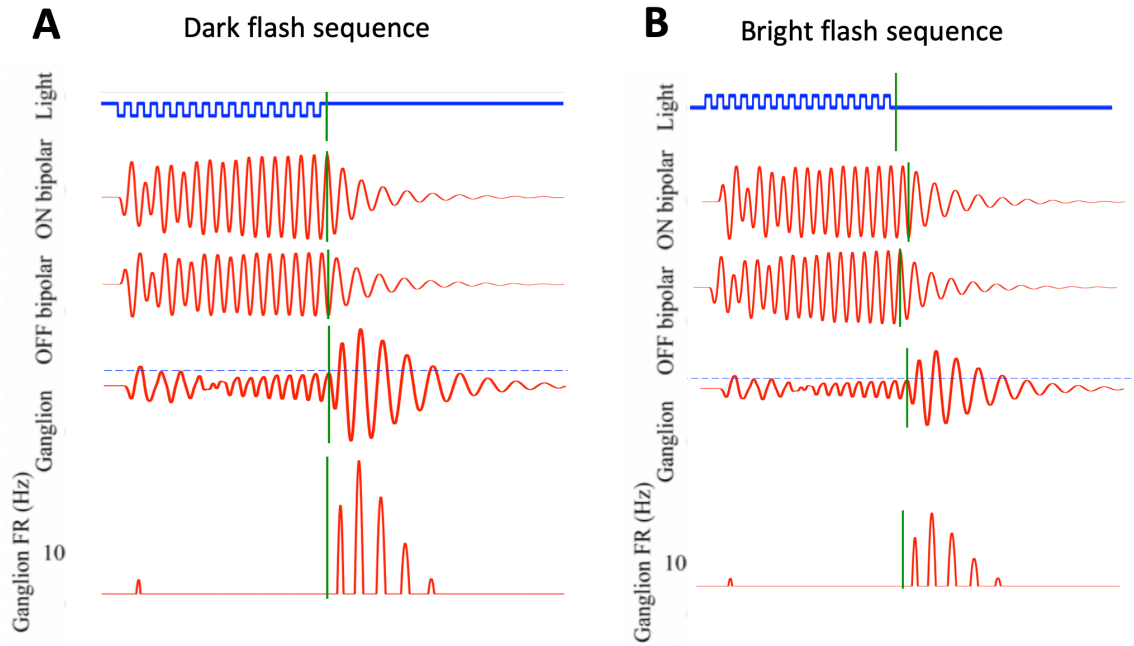 A
Dark flash sequence
Light
ON bipolar
OFF bipolar
Ganglion
Ganglion FR (Hz)
10
B
Bright flash sequence
Light
ON bipolar
OFF bipolar
Ganglion
Ganglion FR (Hz)
10